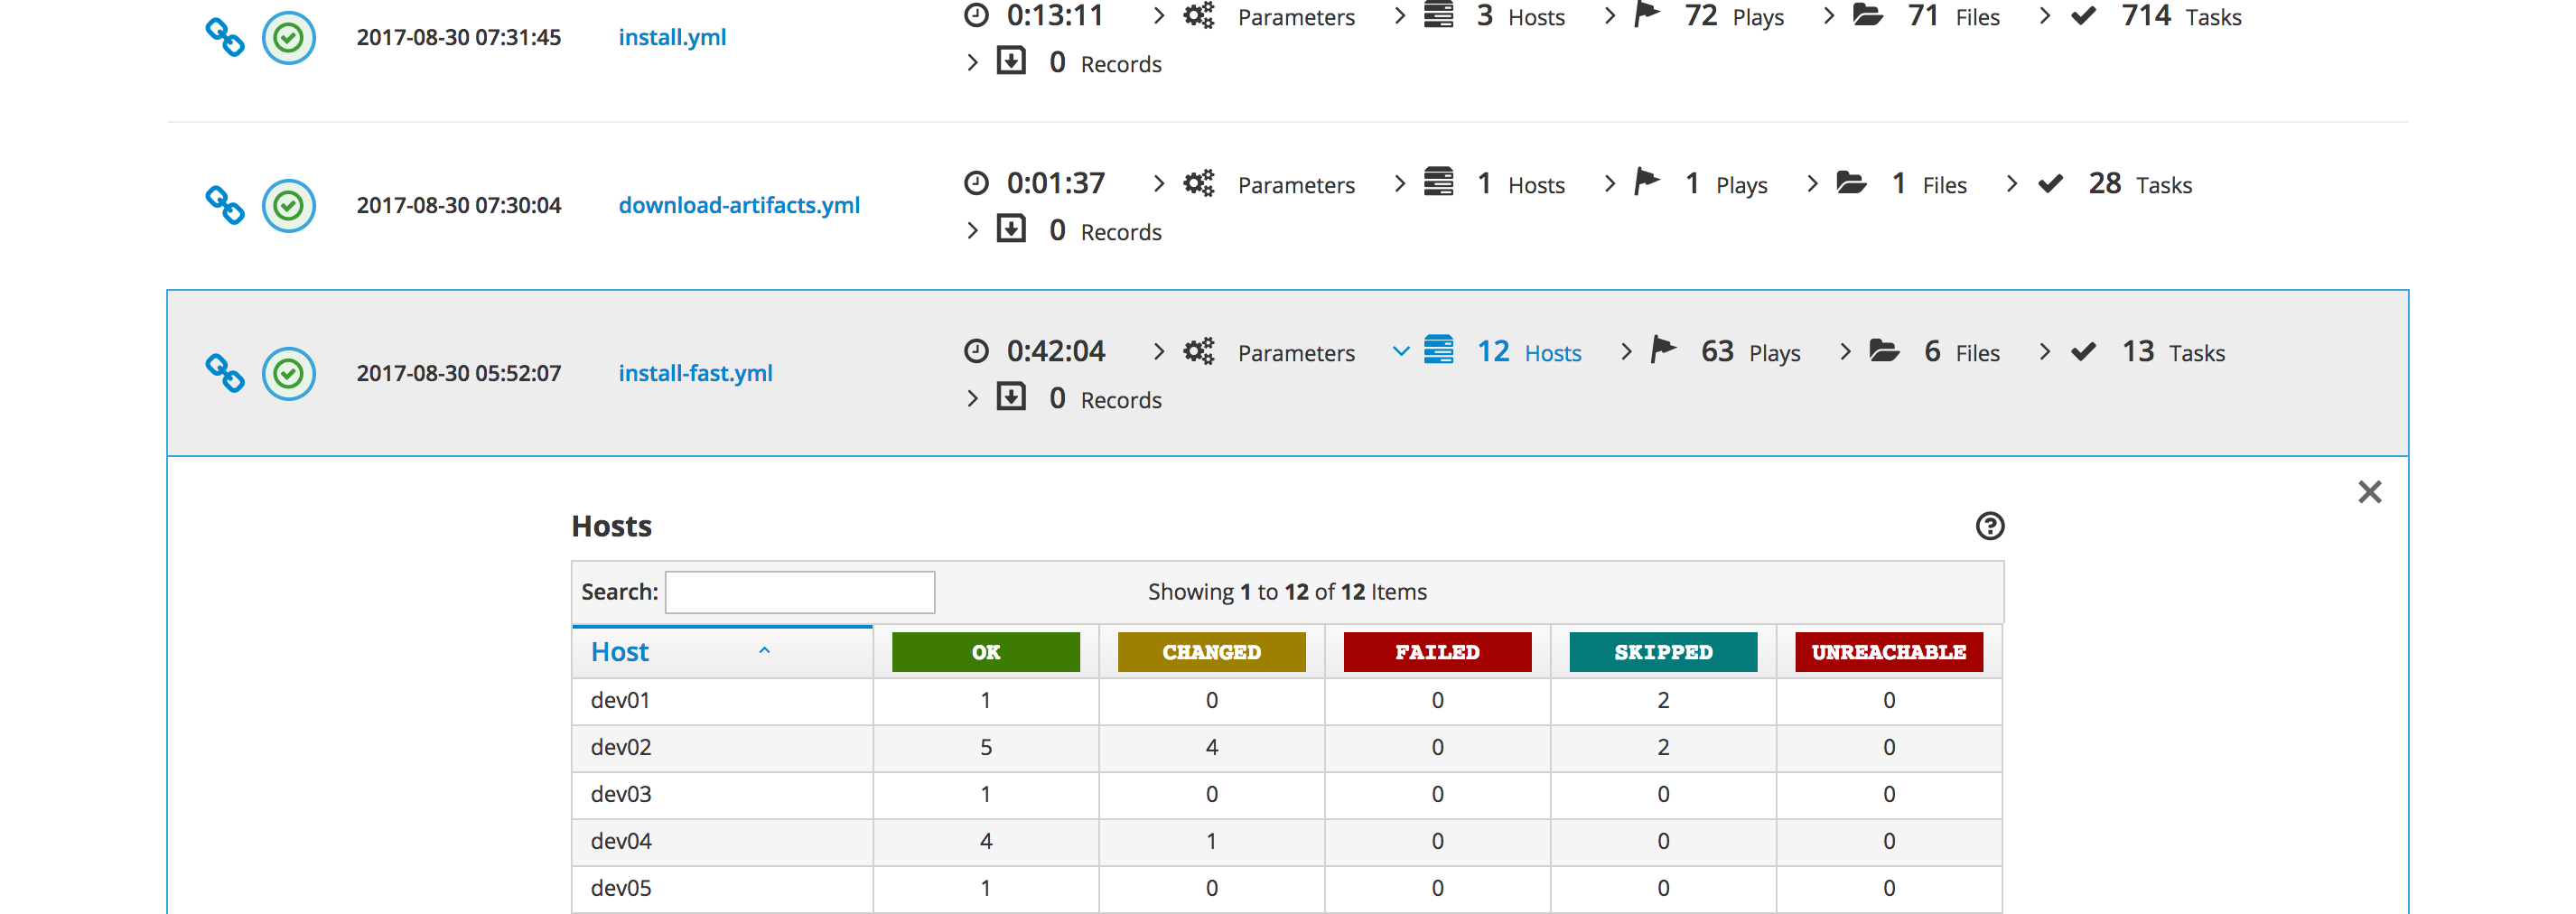 2017-08-30 07:31:45 install.yml 0:13:11 Parameters 3 Hosts 72 Plays 71 Files 714 Tasks
0 Records
2017-08-30 07:30:04 download-artifacts.yml 0:01:37 Parameters 1 Hosts 1 Plays 1 Files 28 Tasks
0 Records
2017-08-30 05:52:07 install-fast.yml 0:42:04 Parameters 12 Hosts 63 Plays 6 Files 13 Tasks
0 Records
Hosts
Search: Showing 1 to 12 of 12 Items
Host OK CHANGED FAILED SKIPPED UNREACHABLE
dev01 1 0 0 2 0
dev02 5 4 0 2 0
dev03 1 0 0 0 0
dev04 4 1 0 0 0
dev05 1 0 0 0 0